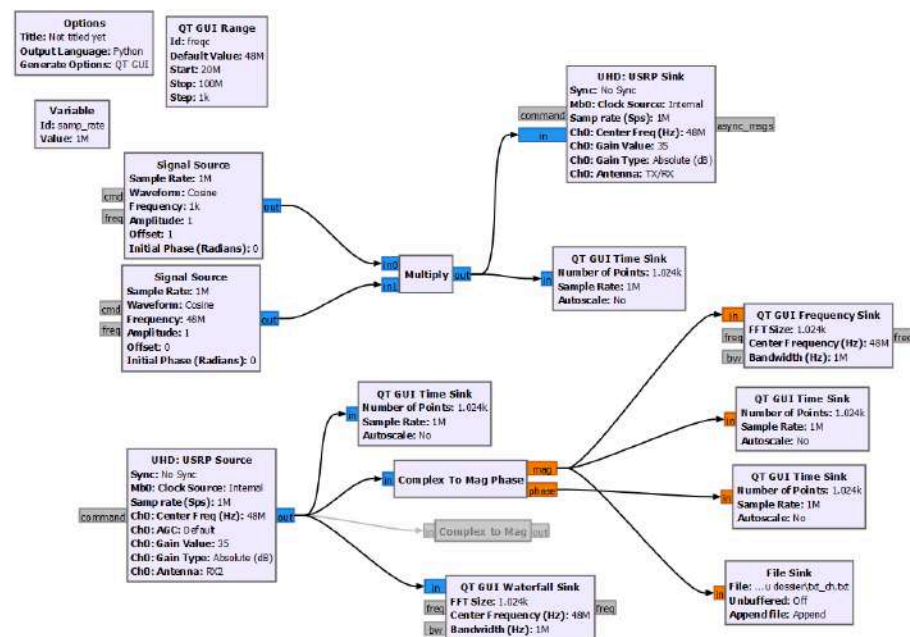 Options
Title: Not titled yet
Output Language: Python
Generate Options: QT GUI
QT GUI Range
Id: freqc
Default Value: 48M
Start: 20M
Stop: 100M
Step: 1k
Variable
Id: samp_rate
Value: 1M
UHD: USRP Sink
Sync: No Sync
Mb0: Clock Source: Internal
Samp rate (Sps): 1M
Ch0: Center Freq (Hz): 48M
Ch0: Gain Value: 35
Ch0: Gain Type: Absolute (dB)
Ch0: Antenna: TX/RX
command
in
async_msgs
Signal Source
Sample Rate: 1M
Waveform: Cosine
Frequency: 1k
Amplitude: 1
Offset: 1
Initial Phase (Radians): 0
cmd
freq
out
Signal Source
Sample Rate: 1M
Waveform: Cosine
Frequency: 48M
Amplitude: 1
Offset: 0
Initial Phase (Radians): 0
cmd
freq
out
in0
in1
Multiply
out
QT GUI Time Sink
Number of Points: 1.024k
Sample Rate: 1M
Autoscale: No
in
QT GUI Frequency Sink
FFT Size: 1.024k
Center Frequency (Hz): 48M
Bandwidth (Hz): 1M
in
freq
bw
freq
QT GUI Time Sink
Number of Points: 1.024k
Sample Rate: 1M
Autoscale: No
in
QT GUI Time Sink
Number of Points: 1.024k
Sample Rate: 1M
Autoscale: No
in
UHD: USRP Source
Sync: No Sync
Mb0: Clock Source: Internal
Samp rate (Sps): 1M
Ch0: Center Freq (Hz): 48M
Ch0: AGC: Default
Ch0: Gain Value: 35
Ch0: Gain Type: Absolute (dB)
Ch0: Antenna: RX2
command
out
in
Complex To Mag Phase
mag
phase
QT GUI Time Sink
Number of Points: 1.024k
Sample Rate: 1M
Autoscale: No
in
in
Complex to Mag
out
QT GUI Waterfall Sink
FFT Size: 1.024k
Center Frequency (Hz): 48M
Bandwidth (Hz): 1M
in
freq
bw
freq
File Sink
File: ...u dossier\txt_ch.txt
Unbuffered: Off
Append file: Append
in